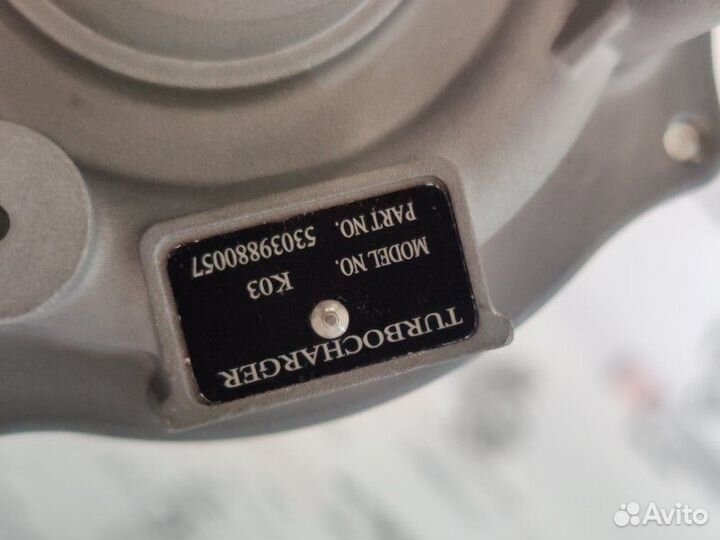 TURBOCHARGER
MODEL NO. K03
PART NO. 53039880057
Avito